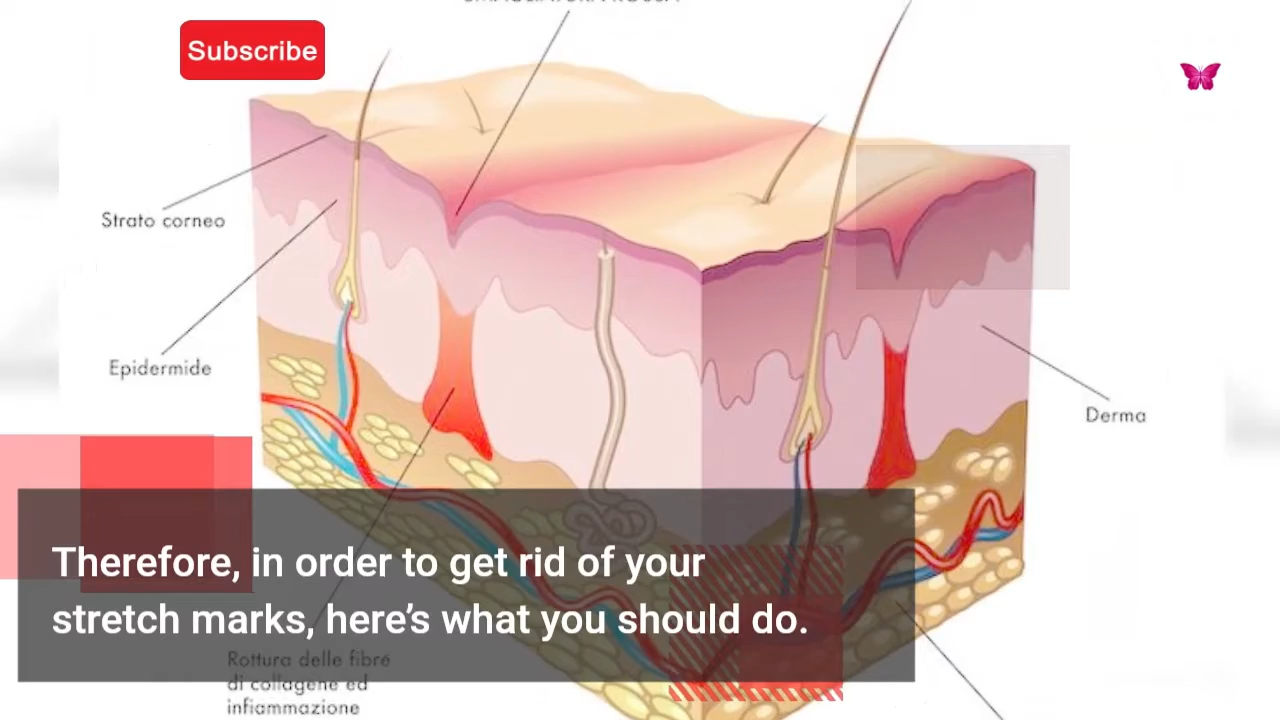 Subscribe
Strato corneo
Epidermide
Derma
Therefore, in order to get rid of your
stretch marks, here’s what you should do.
Rottura delle fibre
di collagene ed
infiammazione